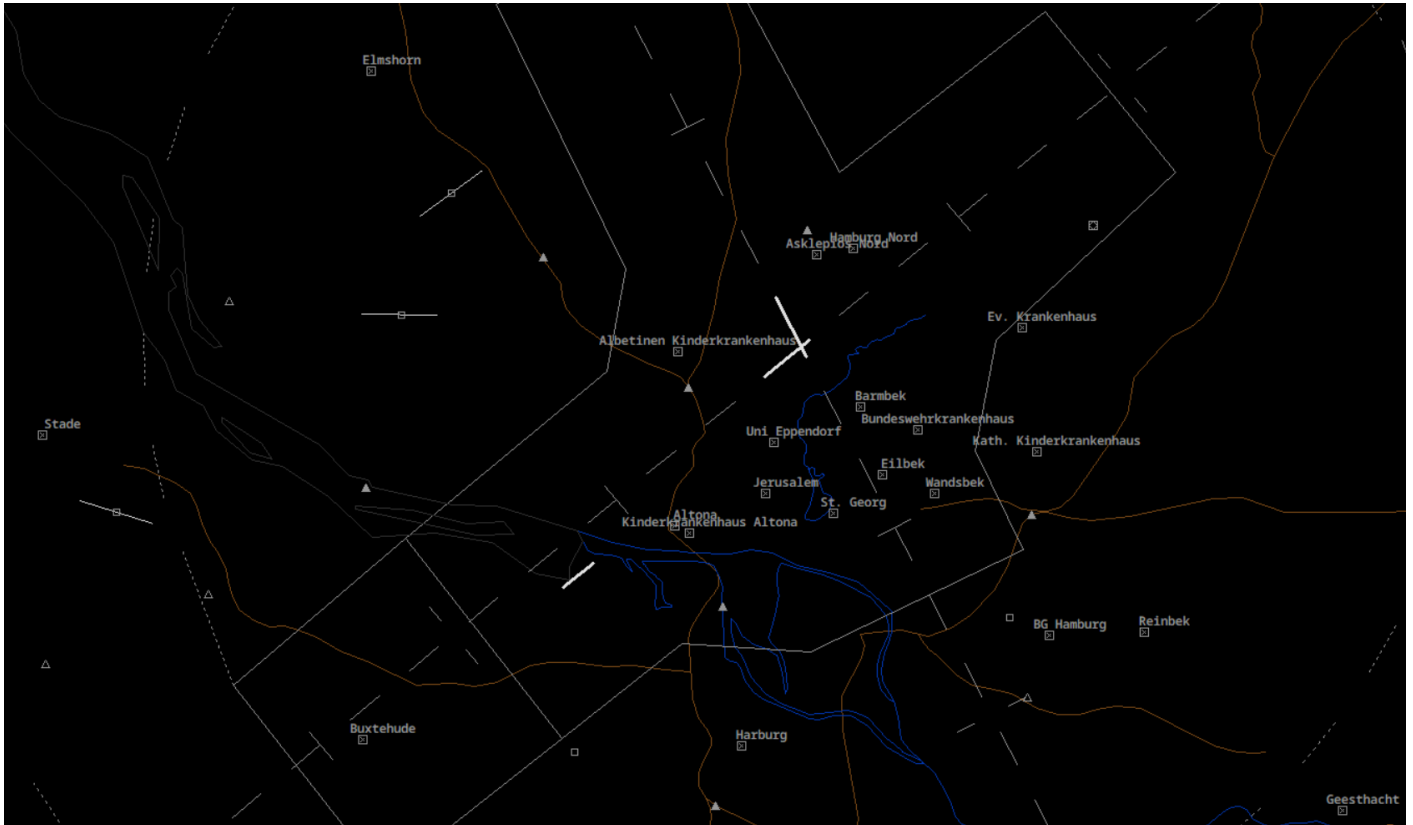 Elmshorn
Hamburg Nord
Asklepios Nord
Ev. Krankenhaus
Albetinen Kinderkrankenhaus
Barmbek
Bundeswehrkrankenhaus
Stade
Uni Eppendorf
Kath. Kinderkrankenhaus
Eilbek
Jerusalem
Wandsbek
St. Georg
Altona
Kinderkrankenhaus Altona
BG Hamburg
Reinbek
Buxtehude
Harburg
Geesthacht